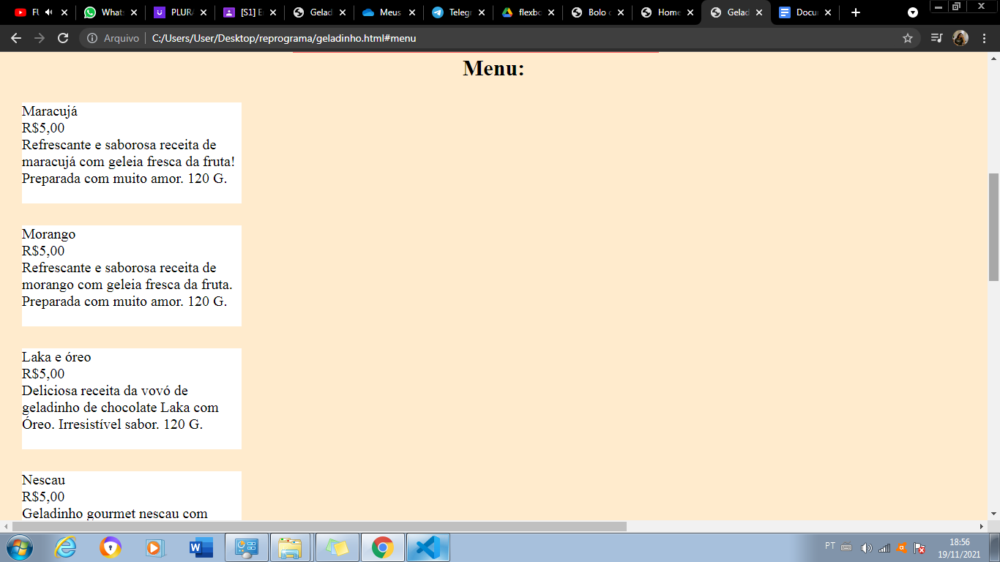 FU
Whats
PLURA
[S1] E
Gelad
Meus
Telegr
flexbo
Bolo
Home
Gelad
Docu
Arquivo
C:/Users/User/Desktop/reprograma/geladinho.html#menu
Menu:
Maracujá
R$5,00
Refrescante e saborosa receita de
maracujá com geleia fresca da fruta!
Preparada com muito amor. 120 G.
Morango
R$5,00
Refrescante e saborosa receita de
morango com geleia fresca da fruta.
Preparada com muito amor. 120 G.
Laka e óreo
R$5,00
Deliciosa receita da vovó de
geladinho de chocolate Laka com
Óreo. Irresistível sabor. 120 G.
Nescau
R$5,00
Geladinho gourmet nescau com
PT
18:56
19/11/2021